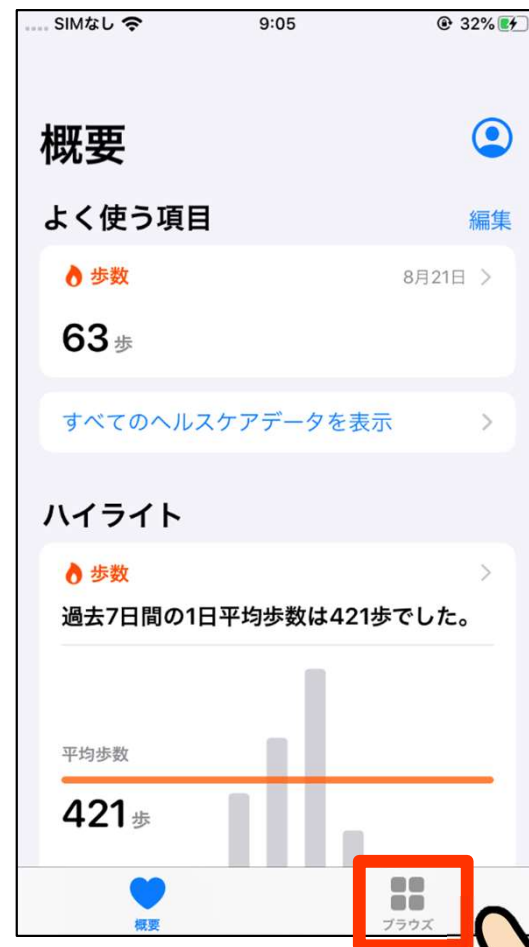 SIMなし 9:05 32%
概要
よく使う項目 編集
歩数 8月21日
63歩
すべてのヘルスケアデータを表示
ハイライト
歩数
過去7日間の1日平均歩数は421歩でした。
平均歩数
421歩
概要 ブラウズ